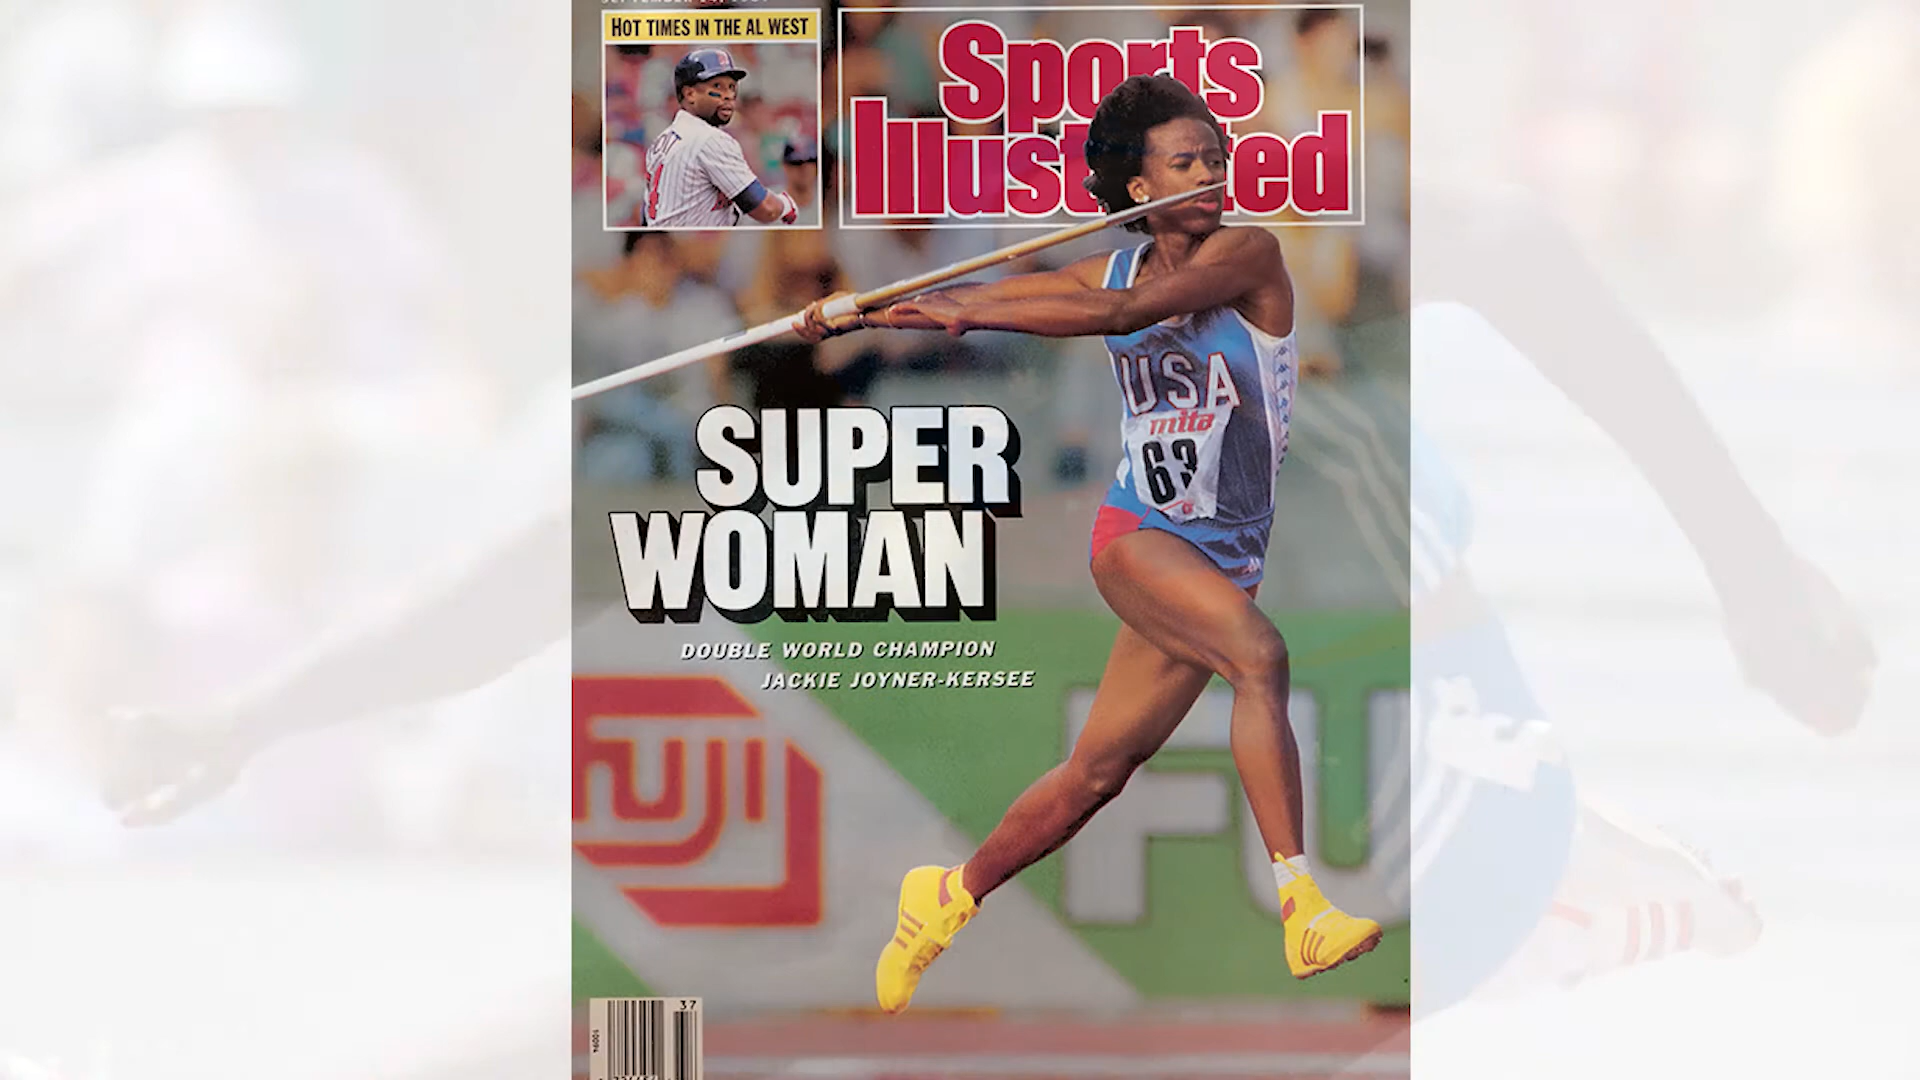 HOT TIMES IN THE AL WEST
Sports
Illustrated
USA
mita
63
SUPER
WOMAN
DOUBLE WORLD CHAMPION
JACKIE JOYNER-KERSEE
FUJI
FU
37